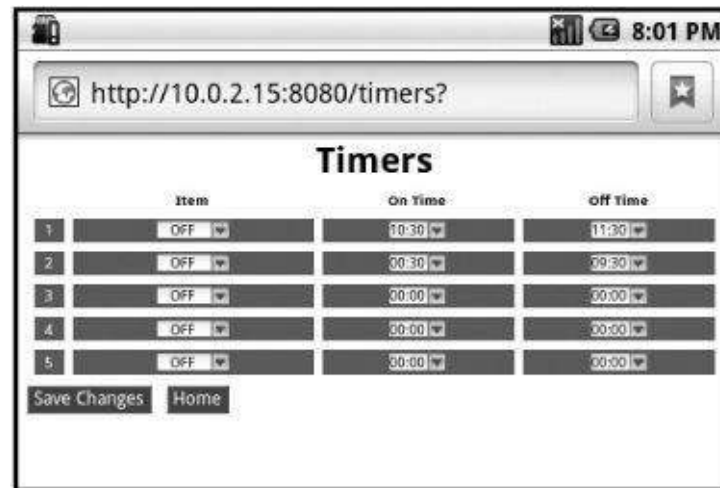 8:01 PM
http://10.0.2.15:8080/timers?
Timers
Item On Time Off Time
1 OFF 10:30 11:30
2 OFF 00:30 09:30
3 OFF 00:00 00:00
4 OFF 00:00 00:00
5 OFF 00:00 00:00
Save Changes Home